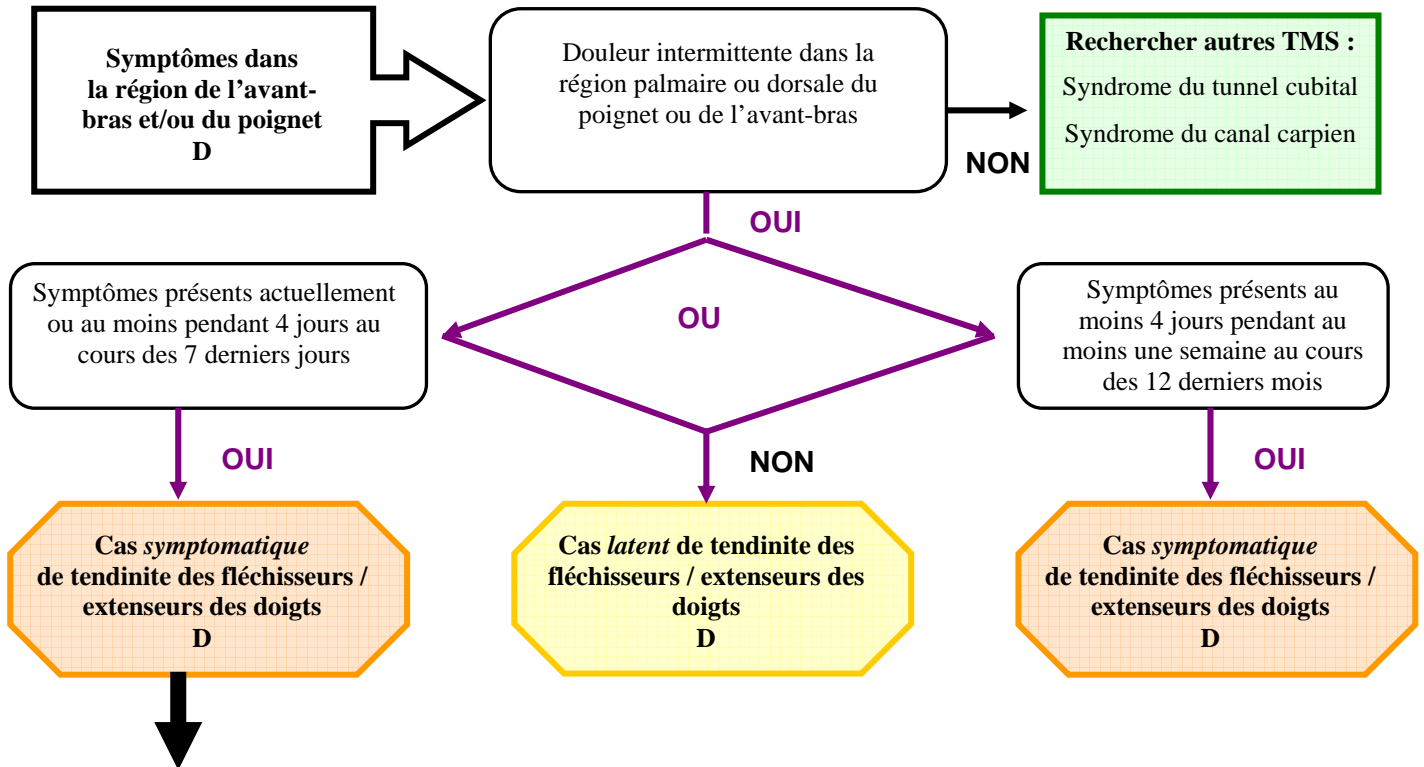 Symptômes dans
la région de l’avant-
bras et/ou du poignet
D
Douleur intermittente dans la
région palmaire ou dorsale du
poignet ou de l’avant-bras
NON
Rechercher autres TMS :
Syndrome du tunnel cubital
Syndrome du canal carpien
OUI
Symptômes présents actuellement
ou au moins pendant 4 jours au
cours des 7 derniers jours
OU
Symptômes présents au
moins 4 jours pendant au
moins une semaine au cours
des 12 derniers mois
OUI
NON
OUI
Cas symptomatique
de tendinite des fléchisseurs /
extenseurs des doigts
D
Cas latent de tendinite des
fléchisseurs / extenseurs des
doigts
D
Cas symptomatique
de tendinite des fléchisseurs /
extenseurs des doigts
D